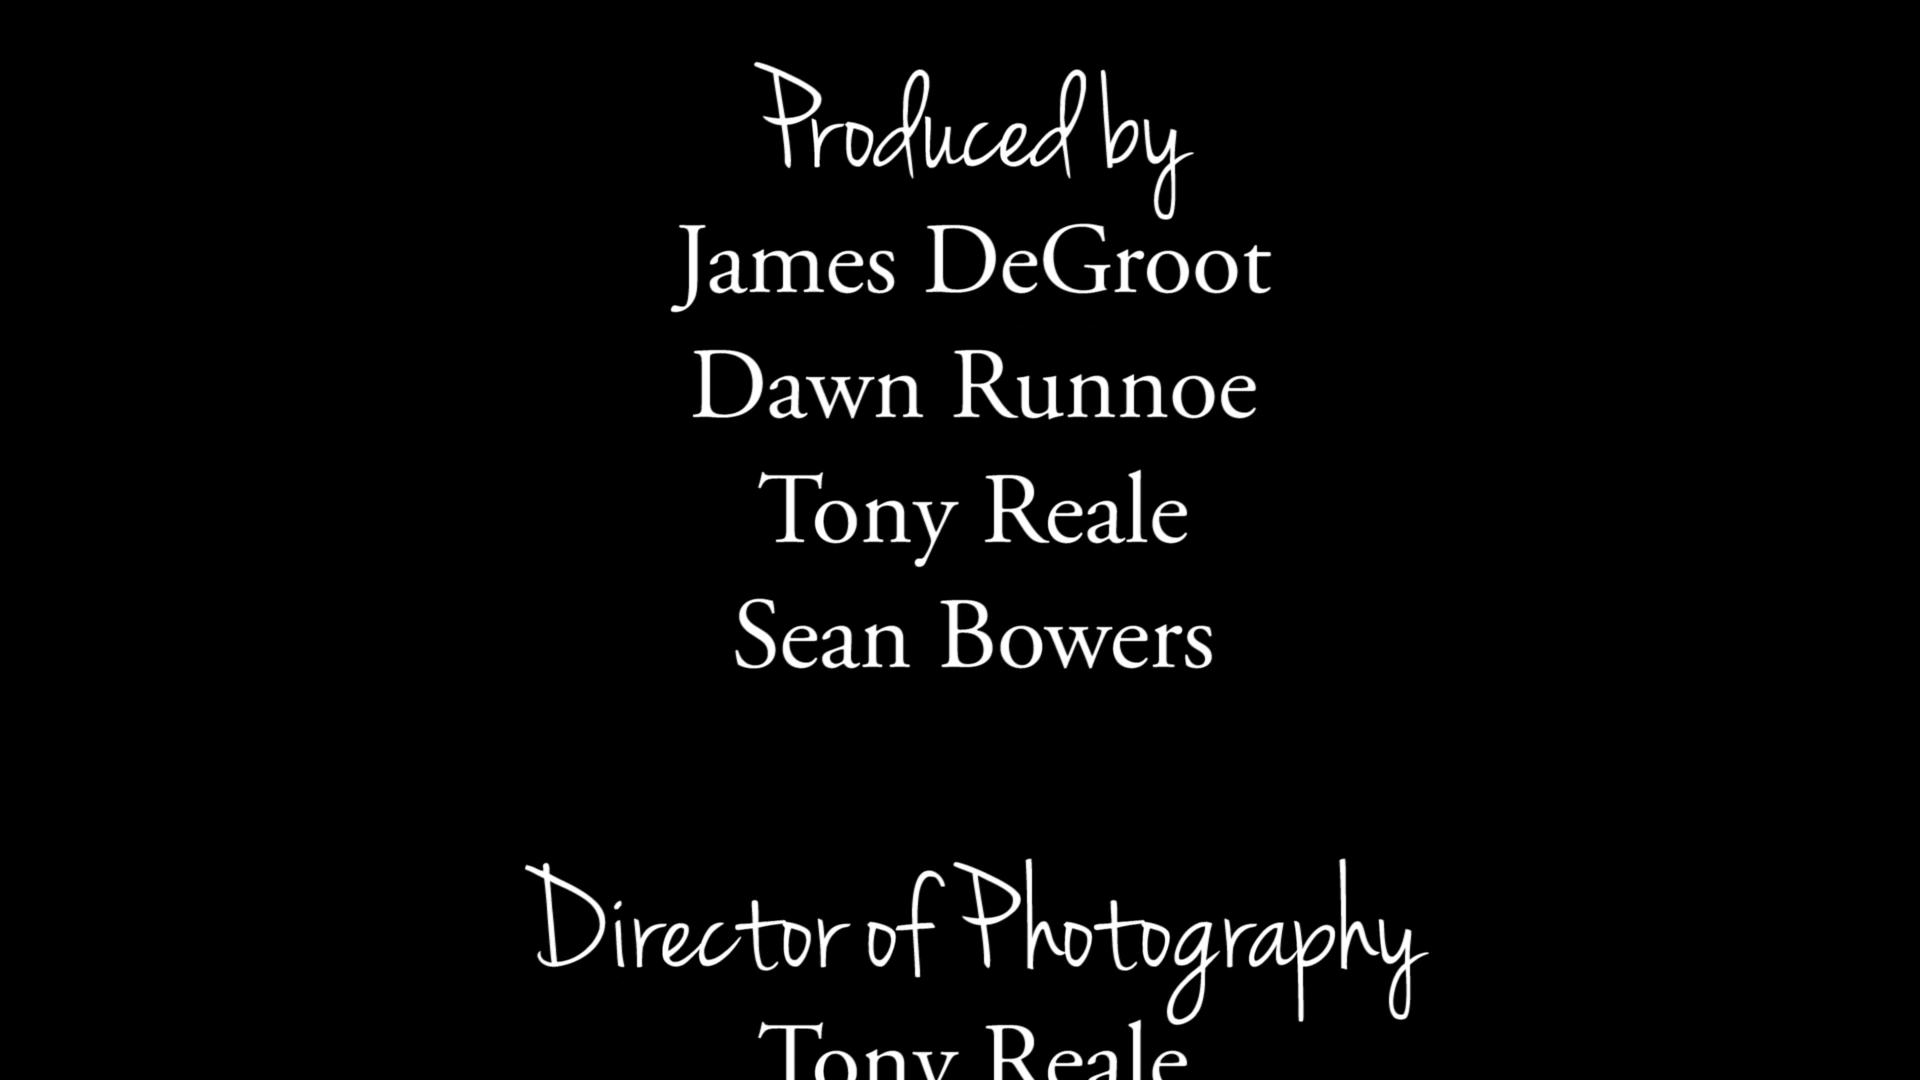 Produced by
James DeGroot
Dawn Runnoe
Tony Reale
Sean Bowers
Director of Photography
Tony Reale